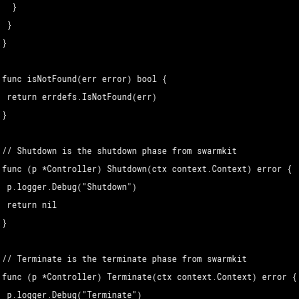 }
}
}
func isNotFound(err error) bool {
return errdefs.IsNotFound(err)
}
// Shutdown is the shutdown phase from swarmkit
func (p *Controller) Shutdown(ctx context.Context) error {
p.logger.Debug("Shutdown")
return nil
}
// Terminate is the terminate phase from swarmkit
func (p *Controller) Terminate(ctx context.Context) error {
p.logger.Debug("Terminate")